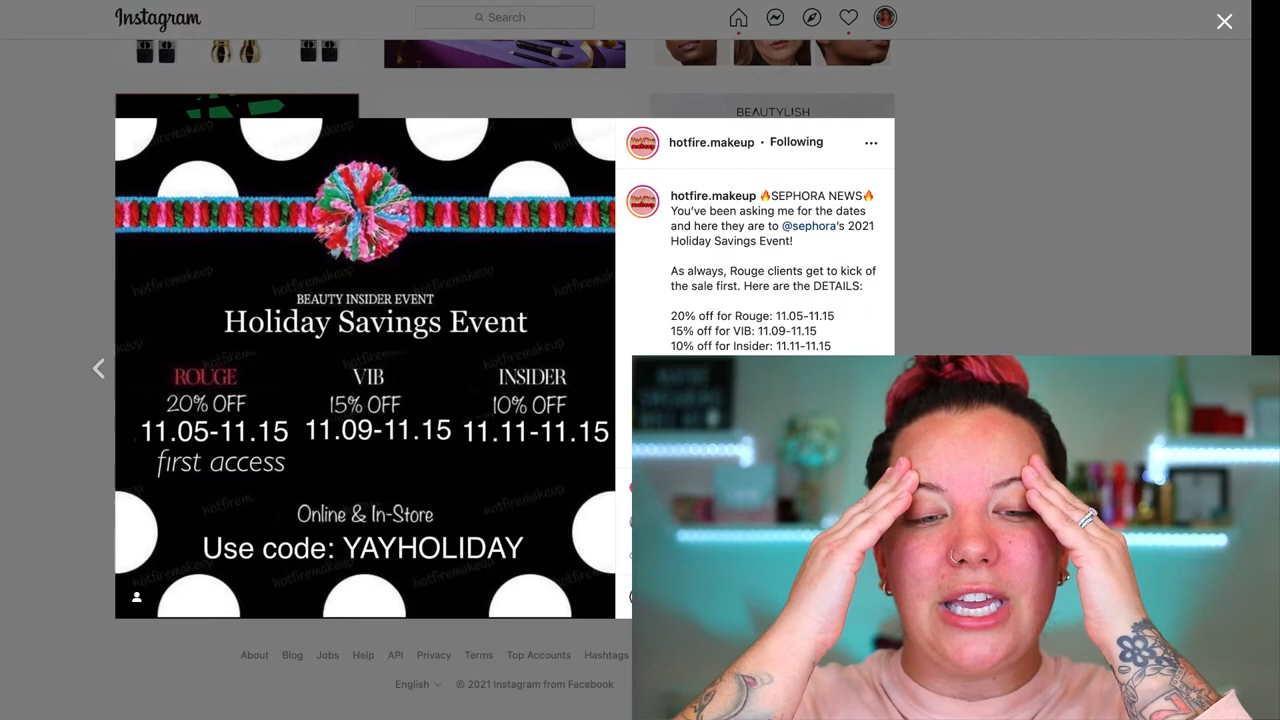 Instagram
Search
BEAUTYLISH
hotfire.makeup • Following
hotfire.makeup 🔥SEPHORA NEWS🔥
You've been asking me for the dates
and here they are to @sephora's 2021
Holiday Savings Event!
As always, Rouge clients get to kick of
the sale first. Here are the DETAILS:
20% off for Rouge: 11.05-11.15
15% off for VIB: 11.09-11.15
10% off for Insider: 11.11-11.15
BEAUTY INSIDER EVENT
Holiday Savings Event
ROUGE VIB INSIDER
20% OFF 15% OFF 10% OFF
11.05-11.15 11.09-11.15 11.11-11.15
first access
Online & In-Store
Use code: YAYHOLIDAY
hotfiremakeup
About Blog Jobs Help API Privacy Terms Top Accounts Hashtags
English © 2021 Instagram from Facebook